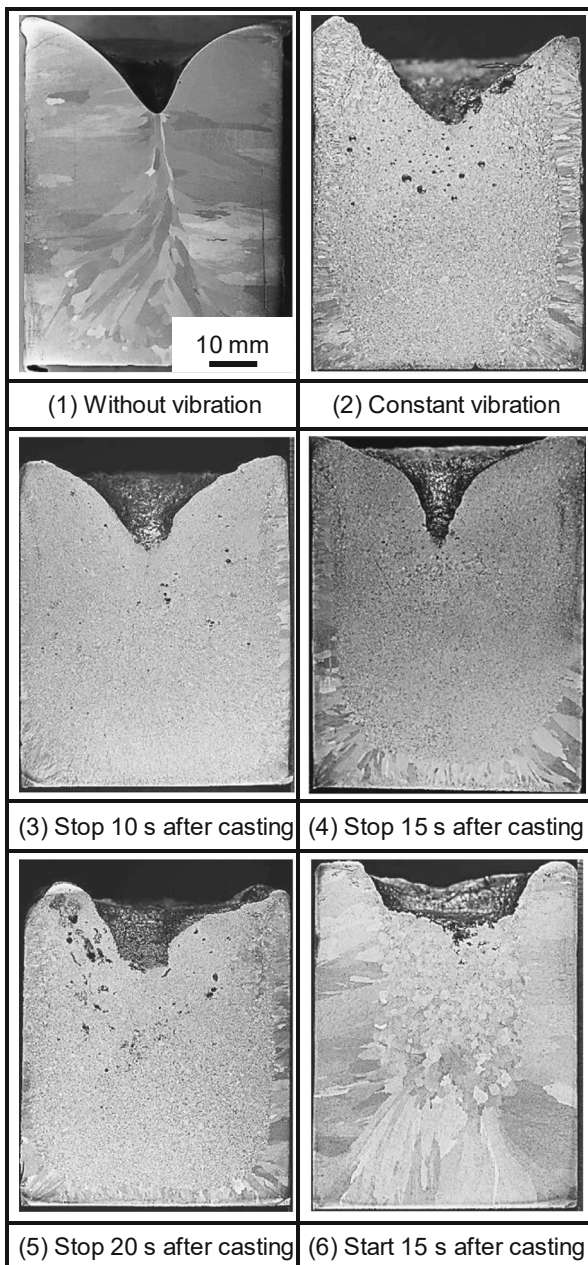 10 mm
(1) Without vibration
(2) Constant vibration
(3) Stop 10 s after casting
(4) Stop 15 s after casting
(5) Stop 20 s after casting
(6) Start 15 s after casting